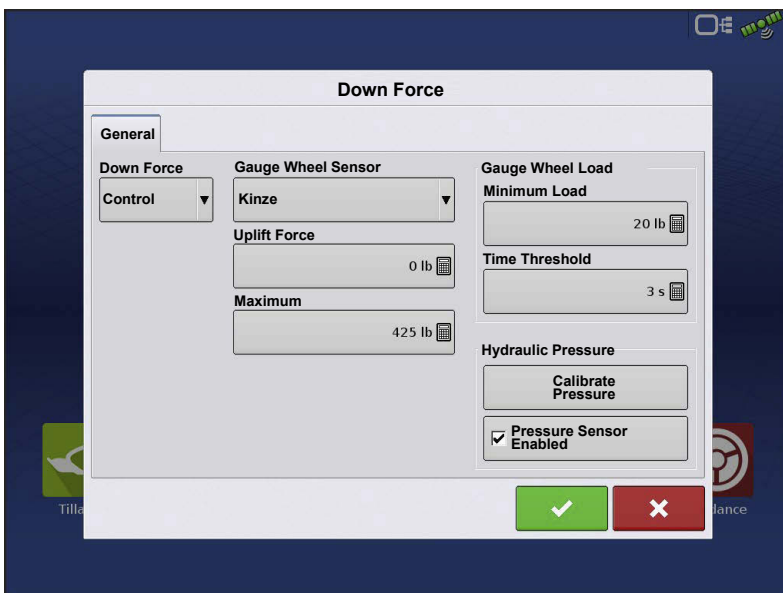 Down Force
General
Down Force
Control
Gauge Wheel Sensor
Kinze
Uplift Force
0 lb
Maximum
425 lb
Gauge Wheel Load
Minimum Load
20 lb
Time Threshold
3 s
Hydraulic Pressure
Calibrate
Pressure
Pressure Sensor
Enabled
Tilla
dance